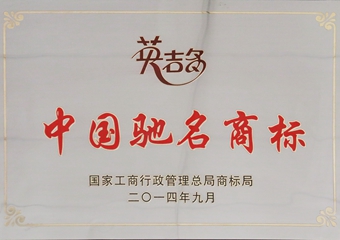 英吉多
中国驰名商标
国家工商行政管理总局商标局
二〇一四年九月